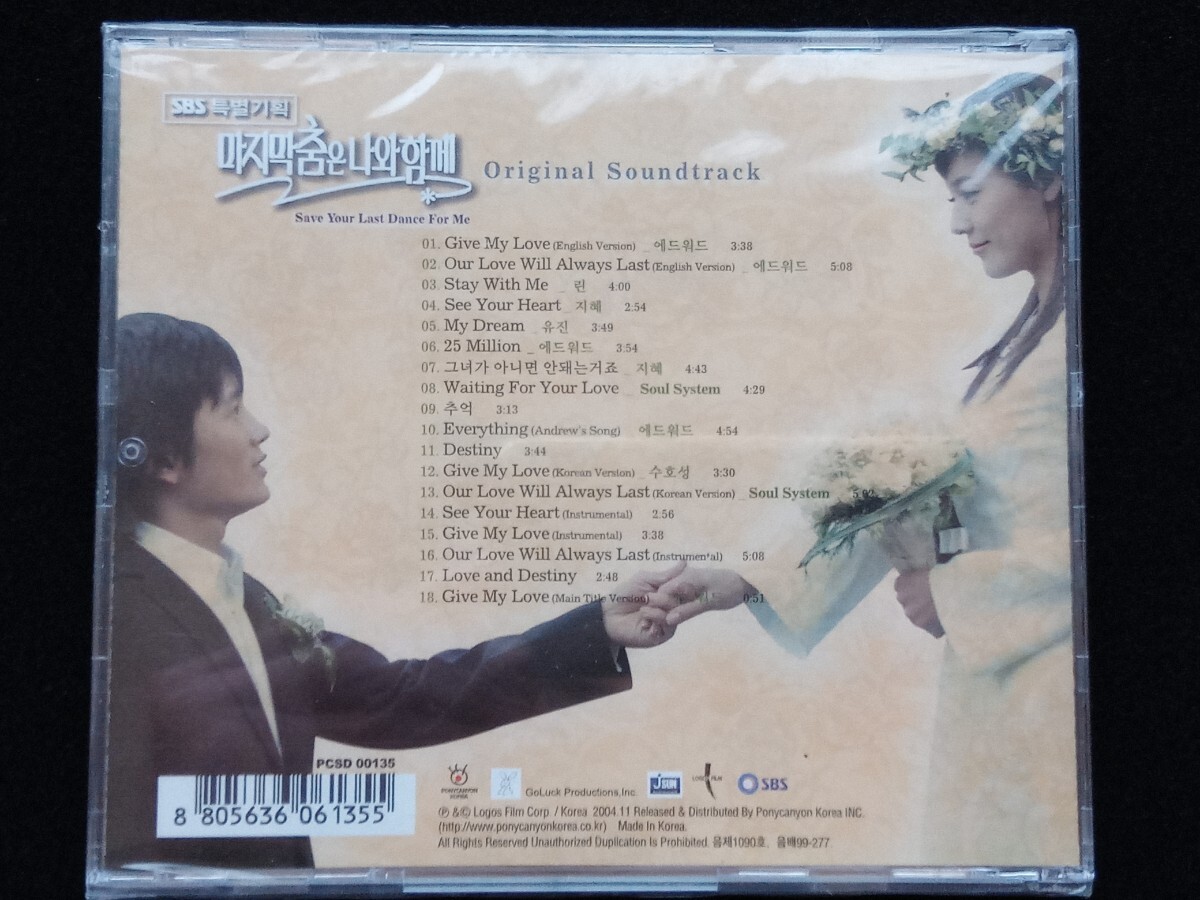 SBS 특별기획
마지막 춤은 나와 함께
Original Soundtrack
Save Your Last Dance For Me
01. Give My Love (English Version) _ 에드워드 3:38
02. Our Love Will Always Last (English Version) _ 에드워드 5:08
03. Stay With Me _ 린 4:00
04. See Your Heart _ 지혜 2:54
05. My Dream _ 유진 3:49
06. 25 Million _ 에드워드 3:54
07. 그녀가 아니면 안돼는거죠 _ 지혜 4:43
08. Waiting For Your Love _ Soul System 4:29
09. 추억 3:13
10. Everything (Andrew's Song) 에드워드 4:54
11. Destiny 3:44
12. Give My Love (Korean Version) _ 수호성 3:30
13. Our Love Will Always Last (Korean Version) _ Soul System
14. See Your Heart (Instrumental) 2:56
15. Give My Love (Instrumental) 3:38
16. Our Love Will Always Last (Instrumental) 5:08
17. Love and Destiny 2:48
18. Give My Love (Main Title Version) 0:51
PCSD 00135
8 805636 061355
PONYCANYON KOREA
GoLuck Productions,Inc.
JSUN
SBS
℗ &© Logos Film Corp / Korea 2004.11 Released & Distributed By Ponycanyon Korea INC.
(http://www.ponycanyonkorea.co.kr) Made In Korea.
All Rights Reserved Unauthorized Duplication Is Prohibited. 음제1090호, 음배99-277